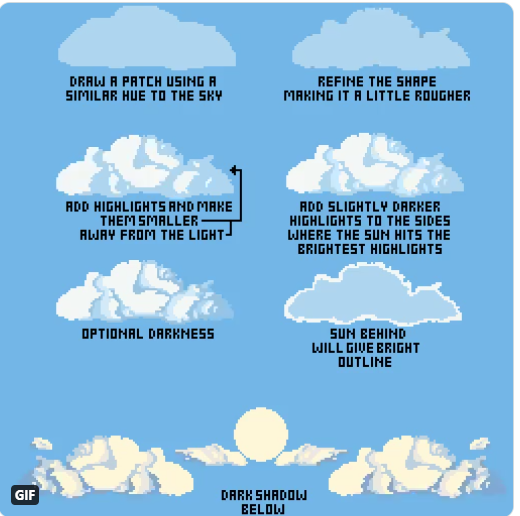 DRAW A PATCH USING A
SIMILAR HUE TO THE SKY
REFINE THE SHAPE
MAKING IT A LITTLE ROUGHER
ADD HIGHLIGHTS AND MAKE
THEM SMALLER
AWAY FROM THE LIGHT
ADD SLIGHTLY DARKER
HIGHLIGHTS TO THE SIDES
WHERE THE SUN HITS THE
BRIGHTEST HIGHLIGHTS
OPTIONAL DARKNESS
SUN BEHIND
WILL GIVE BRIGHT
OUTLINE
GIF
DARK SHADOW
BELOW